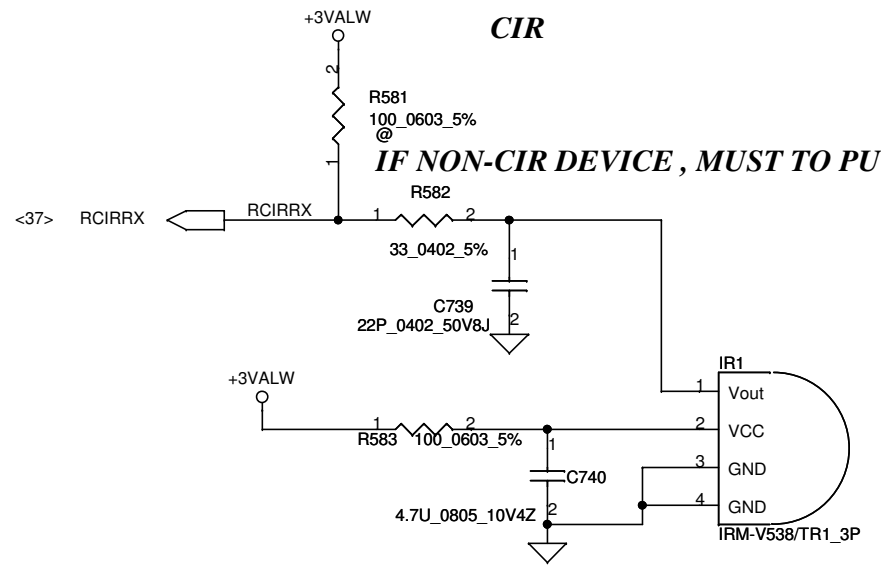 +3VALW
CIR
2
R581
100_0603_5%
@
1
IF NON-CIR DEVICE , MUST TO PU
R582
<37> RCIRRX
RCIRRX
1
2
33_0402_5%
1
C739
22P_0402_50V8J
2
IR1
+3VALW
1
Vout
1
2
R583
100_0603_5%
2
VCC
1
C740
3
GND
4.7U_0805_10V4Z
2
4
GND
IRM-V538/TR1_3P